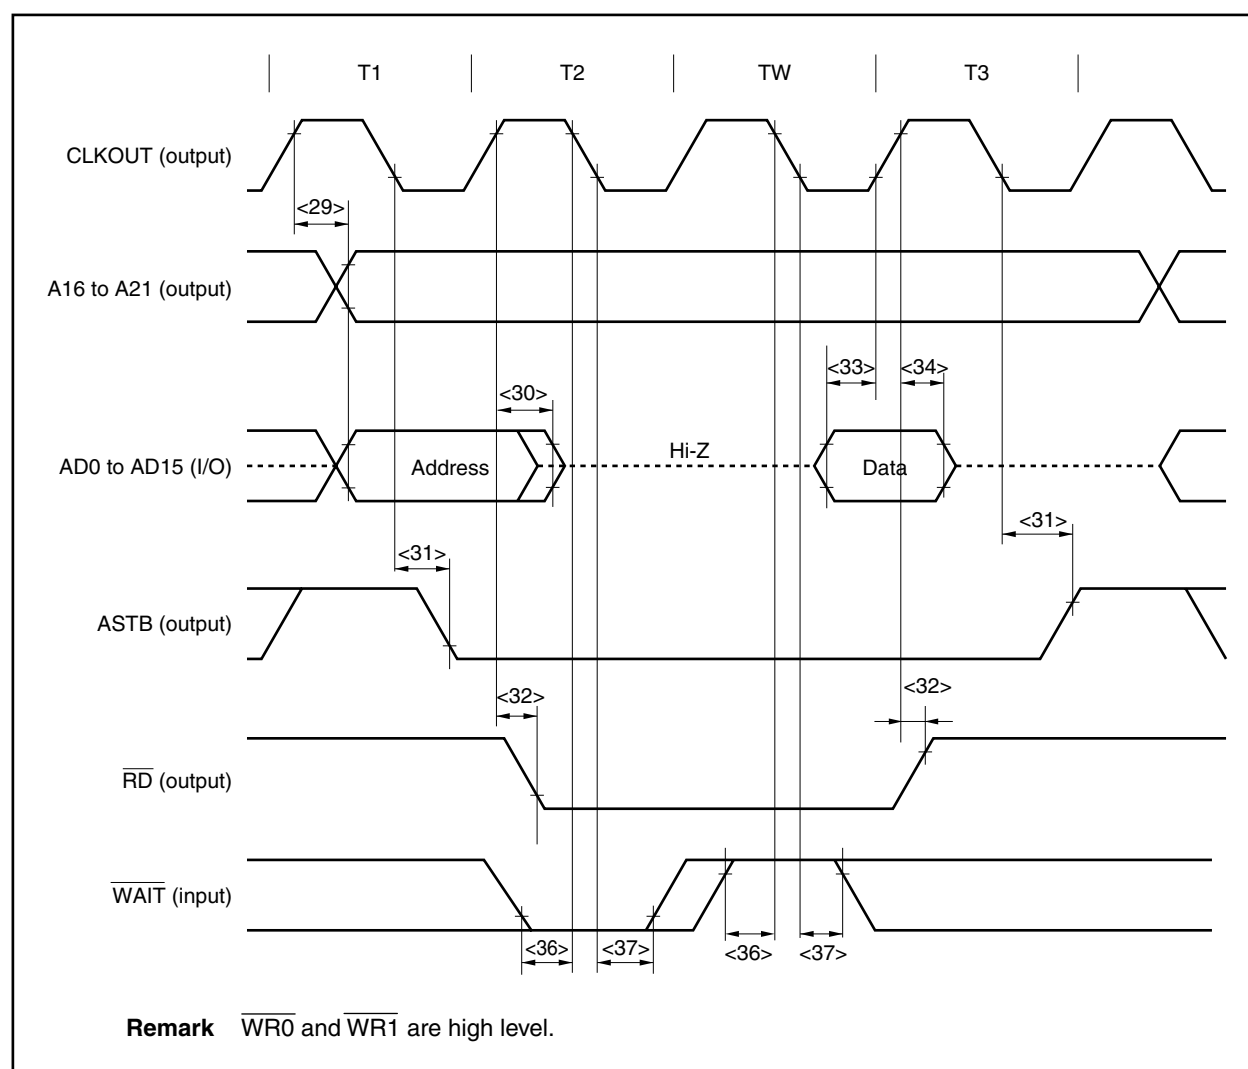 T1 T2 TW T3
CLKOUT (output)
<29>
A16 to A21 (output)
<33> <34>
<30>
AD0 to AD15 (I/O) Address Hi-Z Data
<31>
<31>
ASTB (output)
<32>
<32>
RD (output)
WAIT (input)
<36> <37> <36> <37>
Remark WR0 and WR1 are high level.